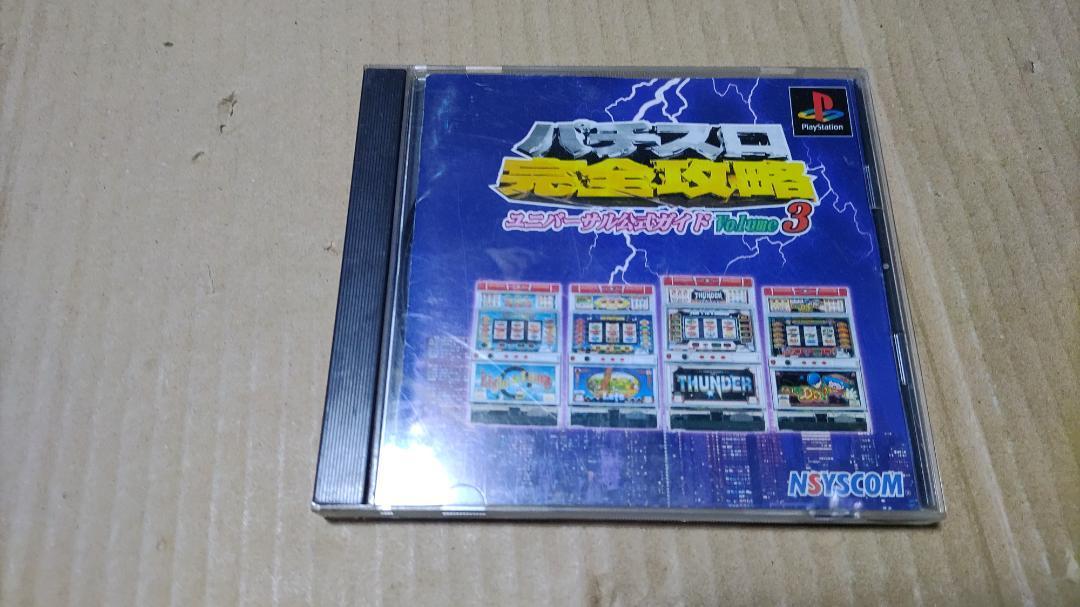 PlayStation
パチスロ
完全攻略
ユニバーサル公式ガイド Volume 3
THUNDER
THUNDER
NSYSCOM